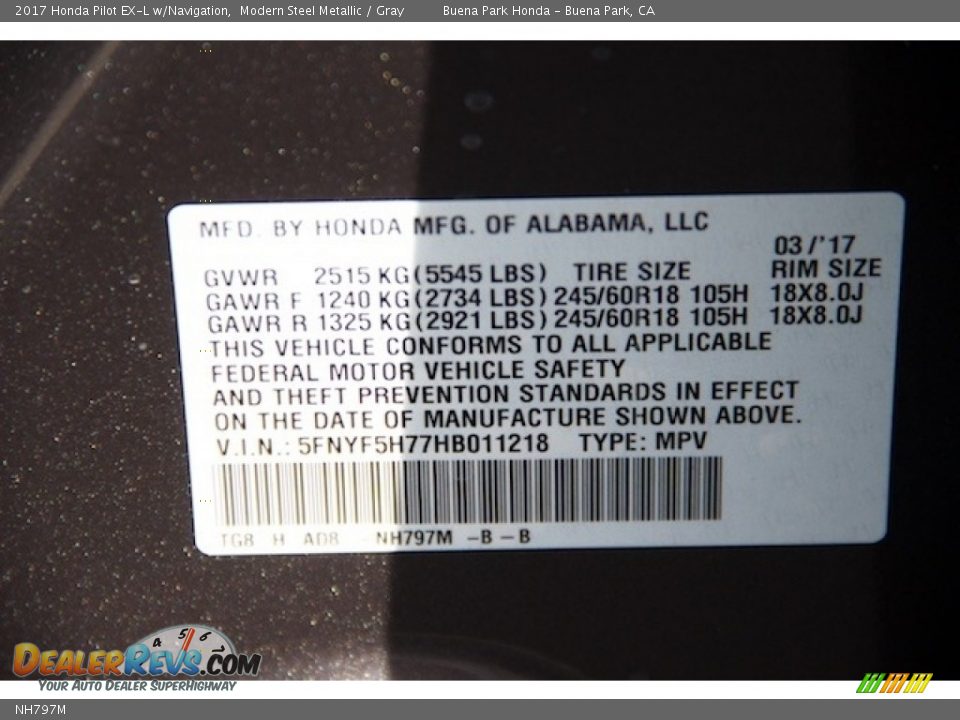 2017 Honda Pilot EX-L w/Navigation, Modern Steel Metallic / Gray Buena Park Honda - Buena Park, CA
MFD. BY HONDA MFG. OF ALABAMA, LLC
03/'17
GVWR 2515 KG(5545 LBS) TIRE SIZE RIM SIZE
GAWR F 1240 KG(2734 LBS) 245/60R18 105H 18X8.0J
GAWR R 1325 KG(2921 LBS) 245/60R18 105H 18X8.0J
THIS VEHICLE CONFORMS TO ALL APPLICABLE
FEDERAL MOTOR VEHICLE SAFETY
AND THEFT PREVENTION STANDARDS IN EFFECT
ON THE DATE OF MANUFACTURE SHOWN ABOVE.
V.I.N.: 5FNYF5H77HB011218 TYPE: MPV
TG8 H AD8 -NH797M -B-B
4 5 6
DEALERREVS.COM
YOUR AUTO DEALER SUPERHIGHWAY
NH797M